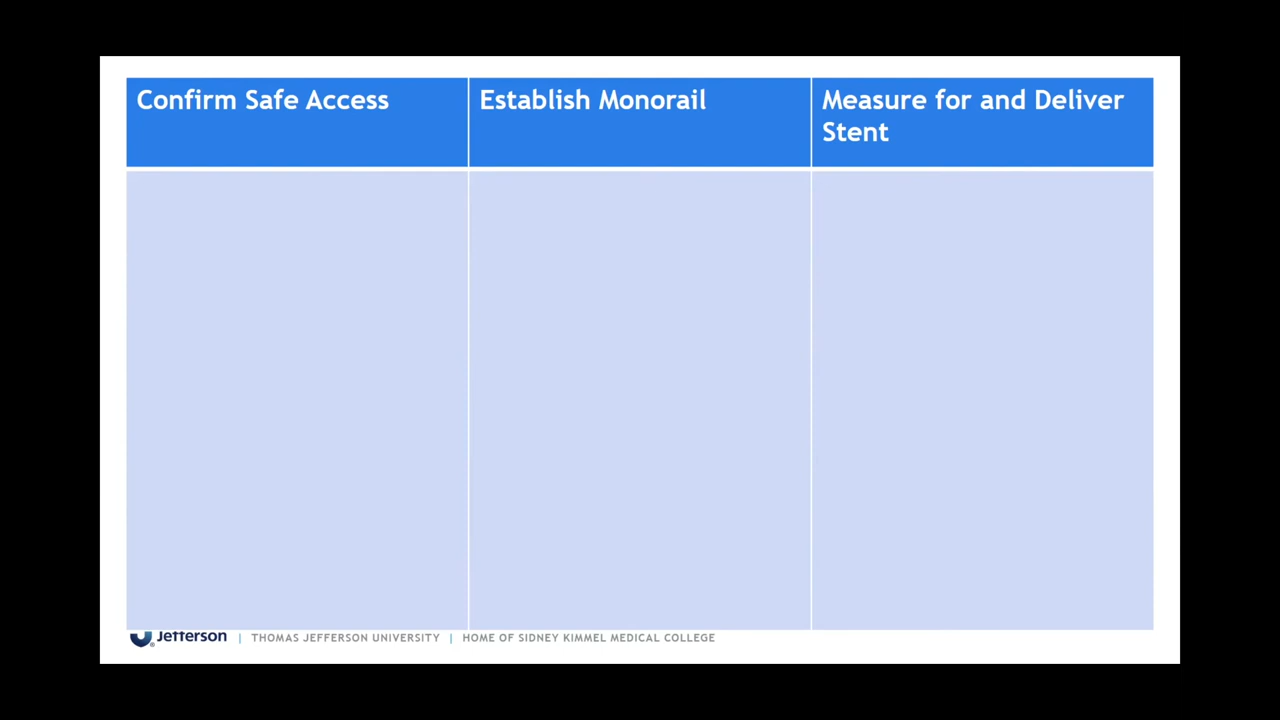 Confirm Safe Access
Establish Monorail
Measure for and Deliver
Stent
Jefferson | THOMAS JEFFERSON UNIVERSITY | HOME OF SIDNEY KIMMEL MEDICAL COLLEGE